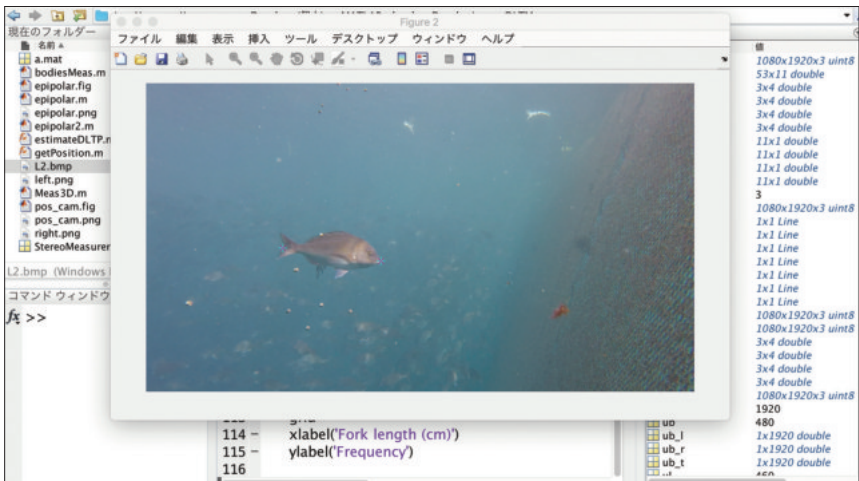 Figure 2
ファイル 編集 表示 挿入 ツール デスクトップ ウィンドウ ヘルプ
現在のフォルダー
名前
a.mat
bodiesMeas.m
epipolar.fig
epipolar.m
epipolar.png
epipolar2.m
estimateDLTP.m
getPosition.m
L2.bmp
left.png
Meas3D.m
pos_cam.fig
pos_cam.png
right.png
StereoMeasurer
L2.bmp (Windows
コマンド ウィンドウ
fx >>
114 – xlabel('Fork length (cm)')
115 – ylabel('Frequency')
116
値
1080x1920x3 uint8
53x11 double
3x4 double
3x4 double
3x4 double
3x4 double
11x1 double
11x1 double
11x1 double
11x1 double
3
1080x1920x3 uint8
1x1 Line
1x1 Line
1x1 Line
1x1 Line
1x1 Line
1x1 Line
1x1 Line
1080x1920x3 uint8
1080x1920x3 uint8
3x4 double
3x4 double
3x4 double
3x4 double
1080x1920x3 uint8
1920
ub 480
ub_l 1x1920 double
ub_r 1x1920 double
ub_t 1x1920 double